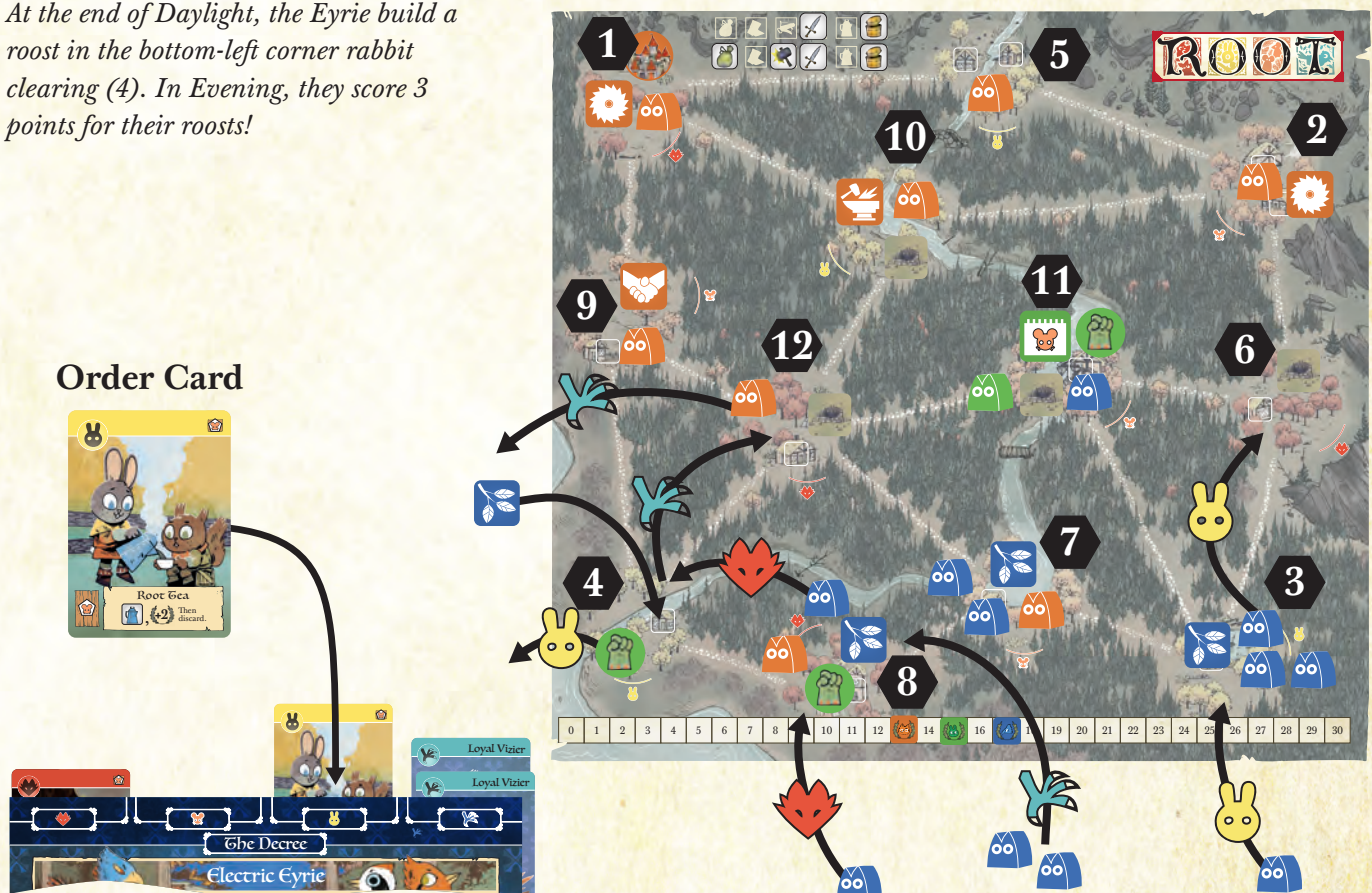 At the end of Daylight, the Eyrie build a
roost in the bottom-left corner rabbit
clearing (4). In Evening, they score 3
points for their roosts!
ROOT
1
5
2
10
11
9
12
6
Order Card
Root Tea
, (+2) Then
discard.
7
4
3
8
0 1 2 3 4 5 6 7 8 10 11 12 14 16 18 19 20 21 22 23 24 25 26 27 28 29 30
Loyal Vizier
Loyal Vizier
The Decree
Electric Eyrie